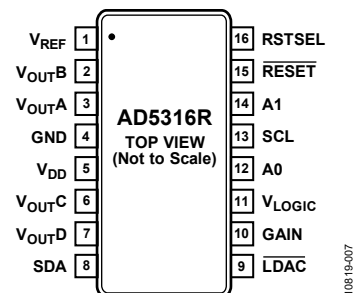 VREF 1
VOUTB 2
VOUTA 3
GND 4
VDD 5
VOUTC 6
VOUTD 7
SDA 8
AD5316R
TOP VIEW
(Not to Scale)
16 RSTSEL
15 RESET
14 A1
13 SCL
12 A0
11 VLOGIC
10 GAIN
9 LDAC
10819-007